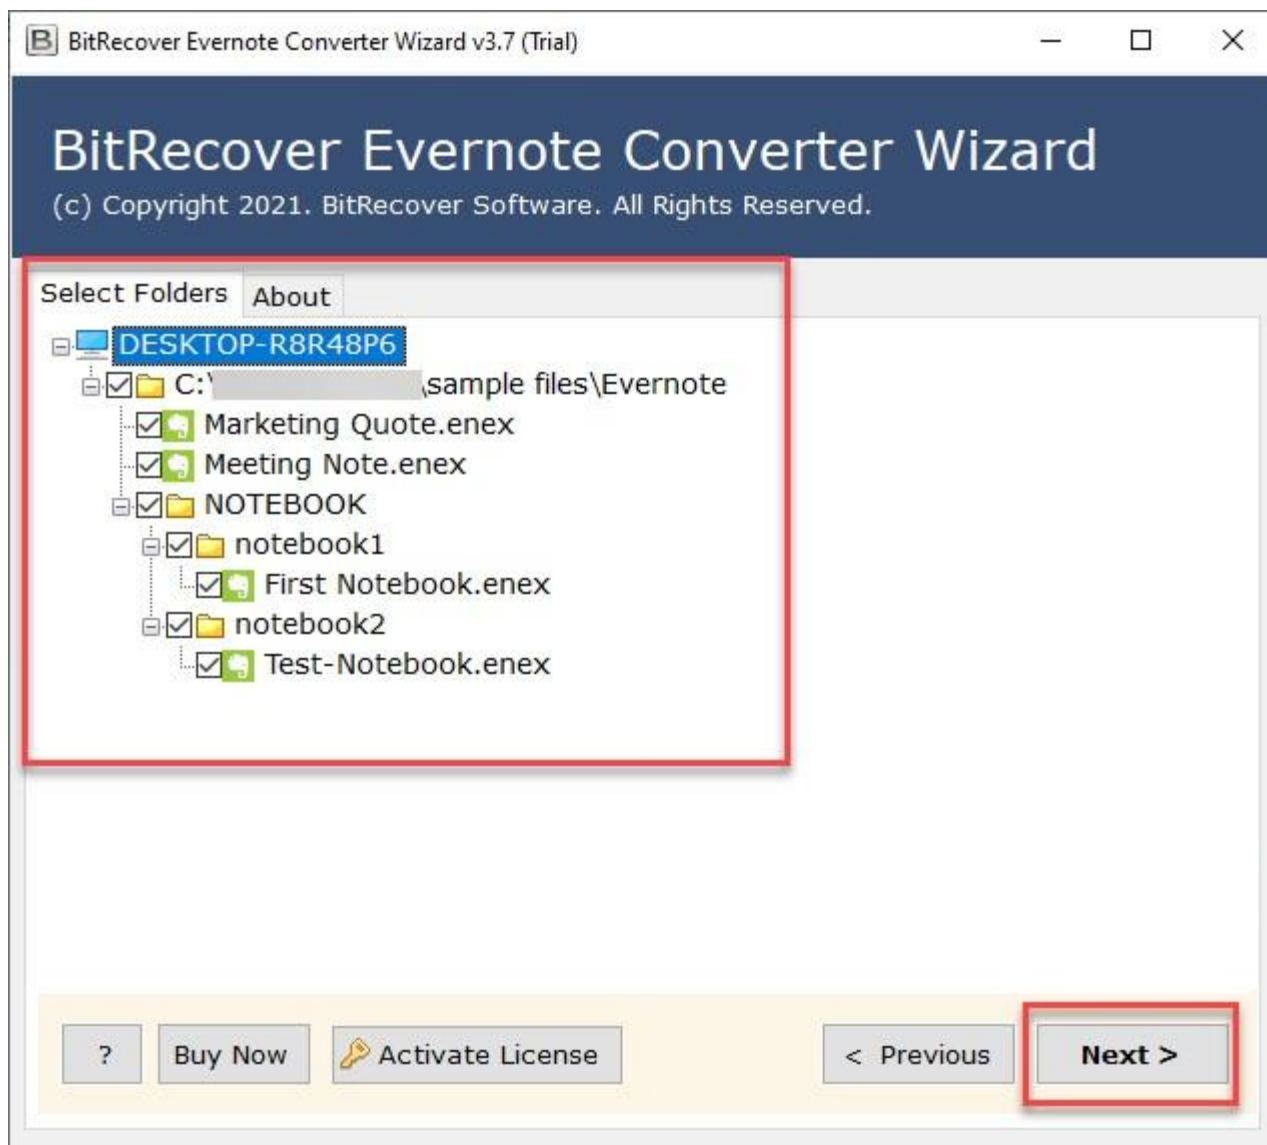 BitRecover Evernote Converter Wizard v3.7 (Trial)
BitRecover Evernote Converter Wizard
(c) Copyright 2021. BitRecover Software. All Rights Reserved.
Select Folders About
DESKTOP-R8R48P6
C:\ \sample files\Evernote
Marketing Quote.enex
Meeting Note.enex
NOTEBOOK
notebook1
First Notebook.enex
notebook2
Test-Notebook.enex
? Buy Now Activate License < Previous Next >